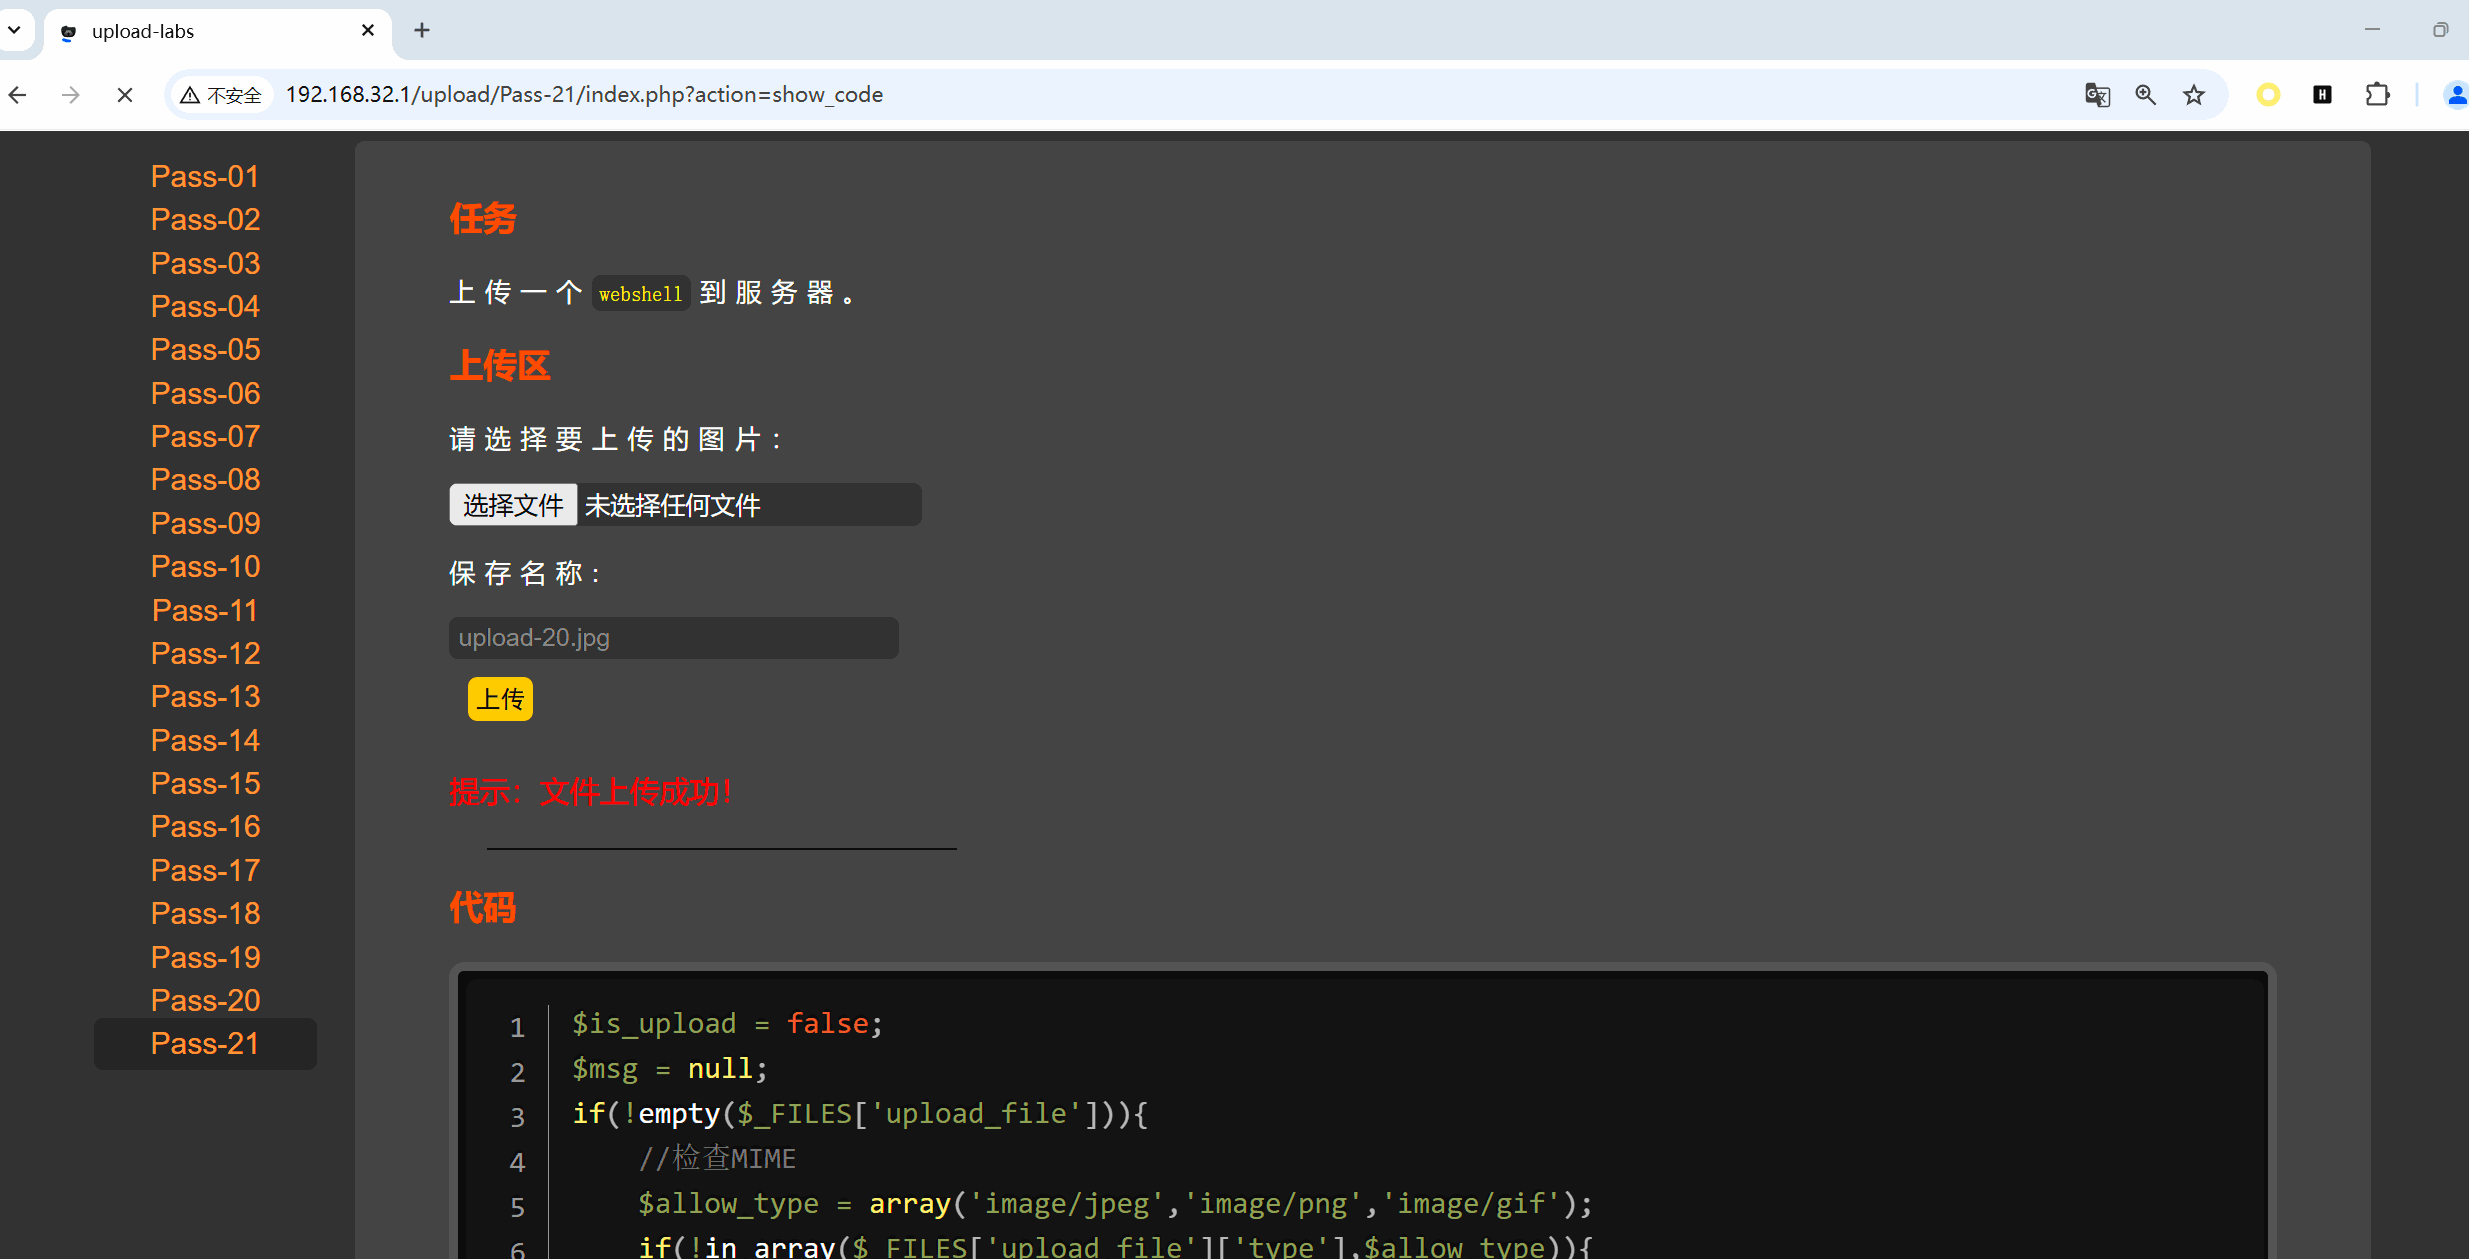 upload-labs
不安全 192.168.32.1/upload/Pass-21/index.php?action=show_code
Pass-01
Pass-02
Pass-03
Pass-04
Pass-05
Pass-06
Pass-07
Pass-08
Pass-09
Pass-10
Pass-11
Pass-12
Pass-13
Pass-14
Pass-15
Pass-16
Pass-17
Pass-18
Pass-19
Pass-20
Pass-21
任务
上传一个 webshell 到服务器。
上传区
请选择要上传的图片：
选择文件 未选择任何文件
保存名称：
upload-20.jpg
上传
提示：文件上传成功！
代码
1 $is_upload = false;
2 $msg = null;
3 if(!empty($_FILES['upload_file'])){
4 //检查MIME
5 $allow_type = array('image/jpeg','image/png','image/gif');
6 if(!in_array($_FILES['upload_file']['type'],$allow_type)){